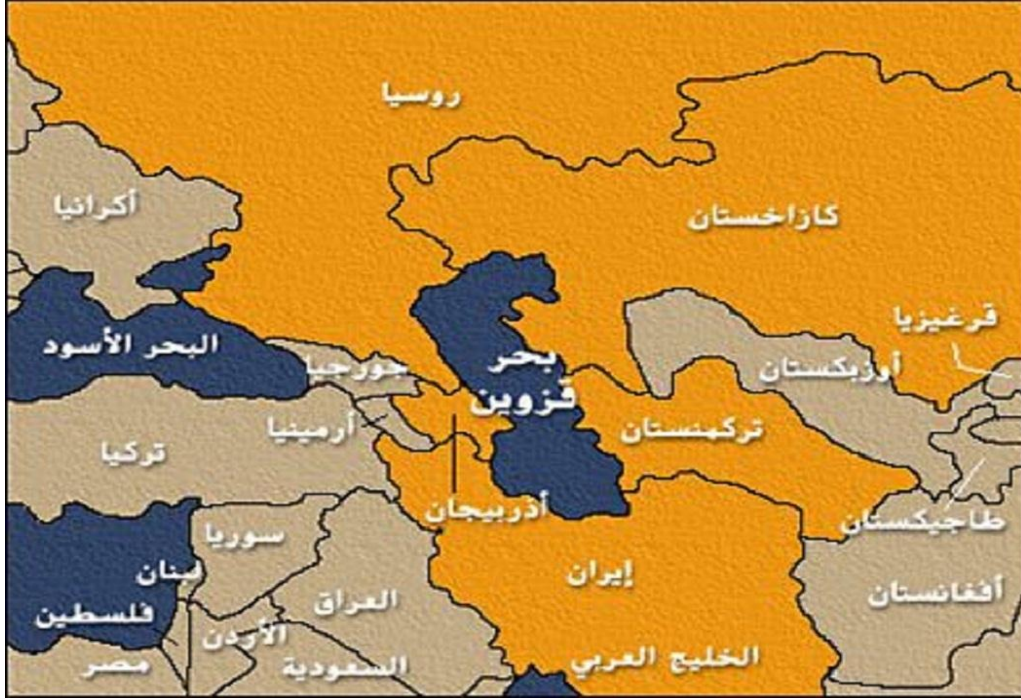 روسيا
أكرانيا
كازاخستان
قرغيزيا
البحر الأسود
جورجيا
بحر
قزوين
أوزبكستان
أرمينيا
تركمنستان
تركيا
أذربيجان
طاجيكستان
سوريا
لبنان
إيران
أفغانستان
العراق
فلسطين
الأردن
مصر
السعودية
الخليج العربي